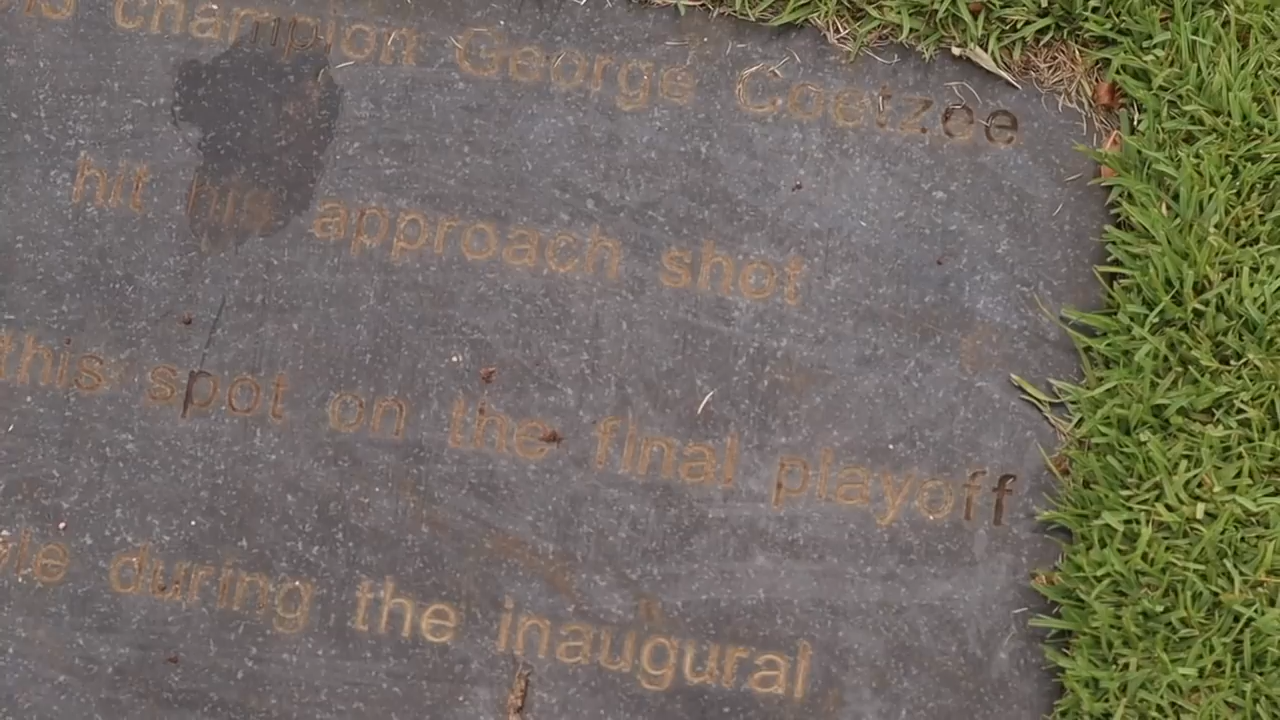 champion George Coetzee
hit his approach shot
this spot on the final playoff
during the inaugural